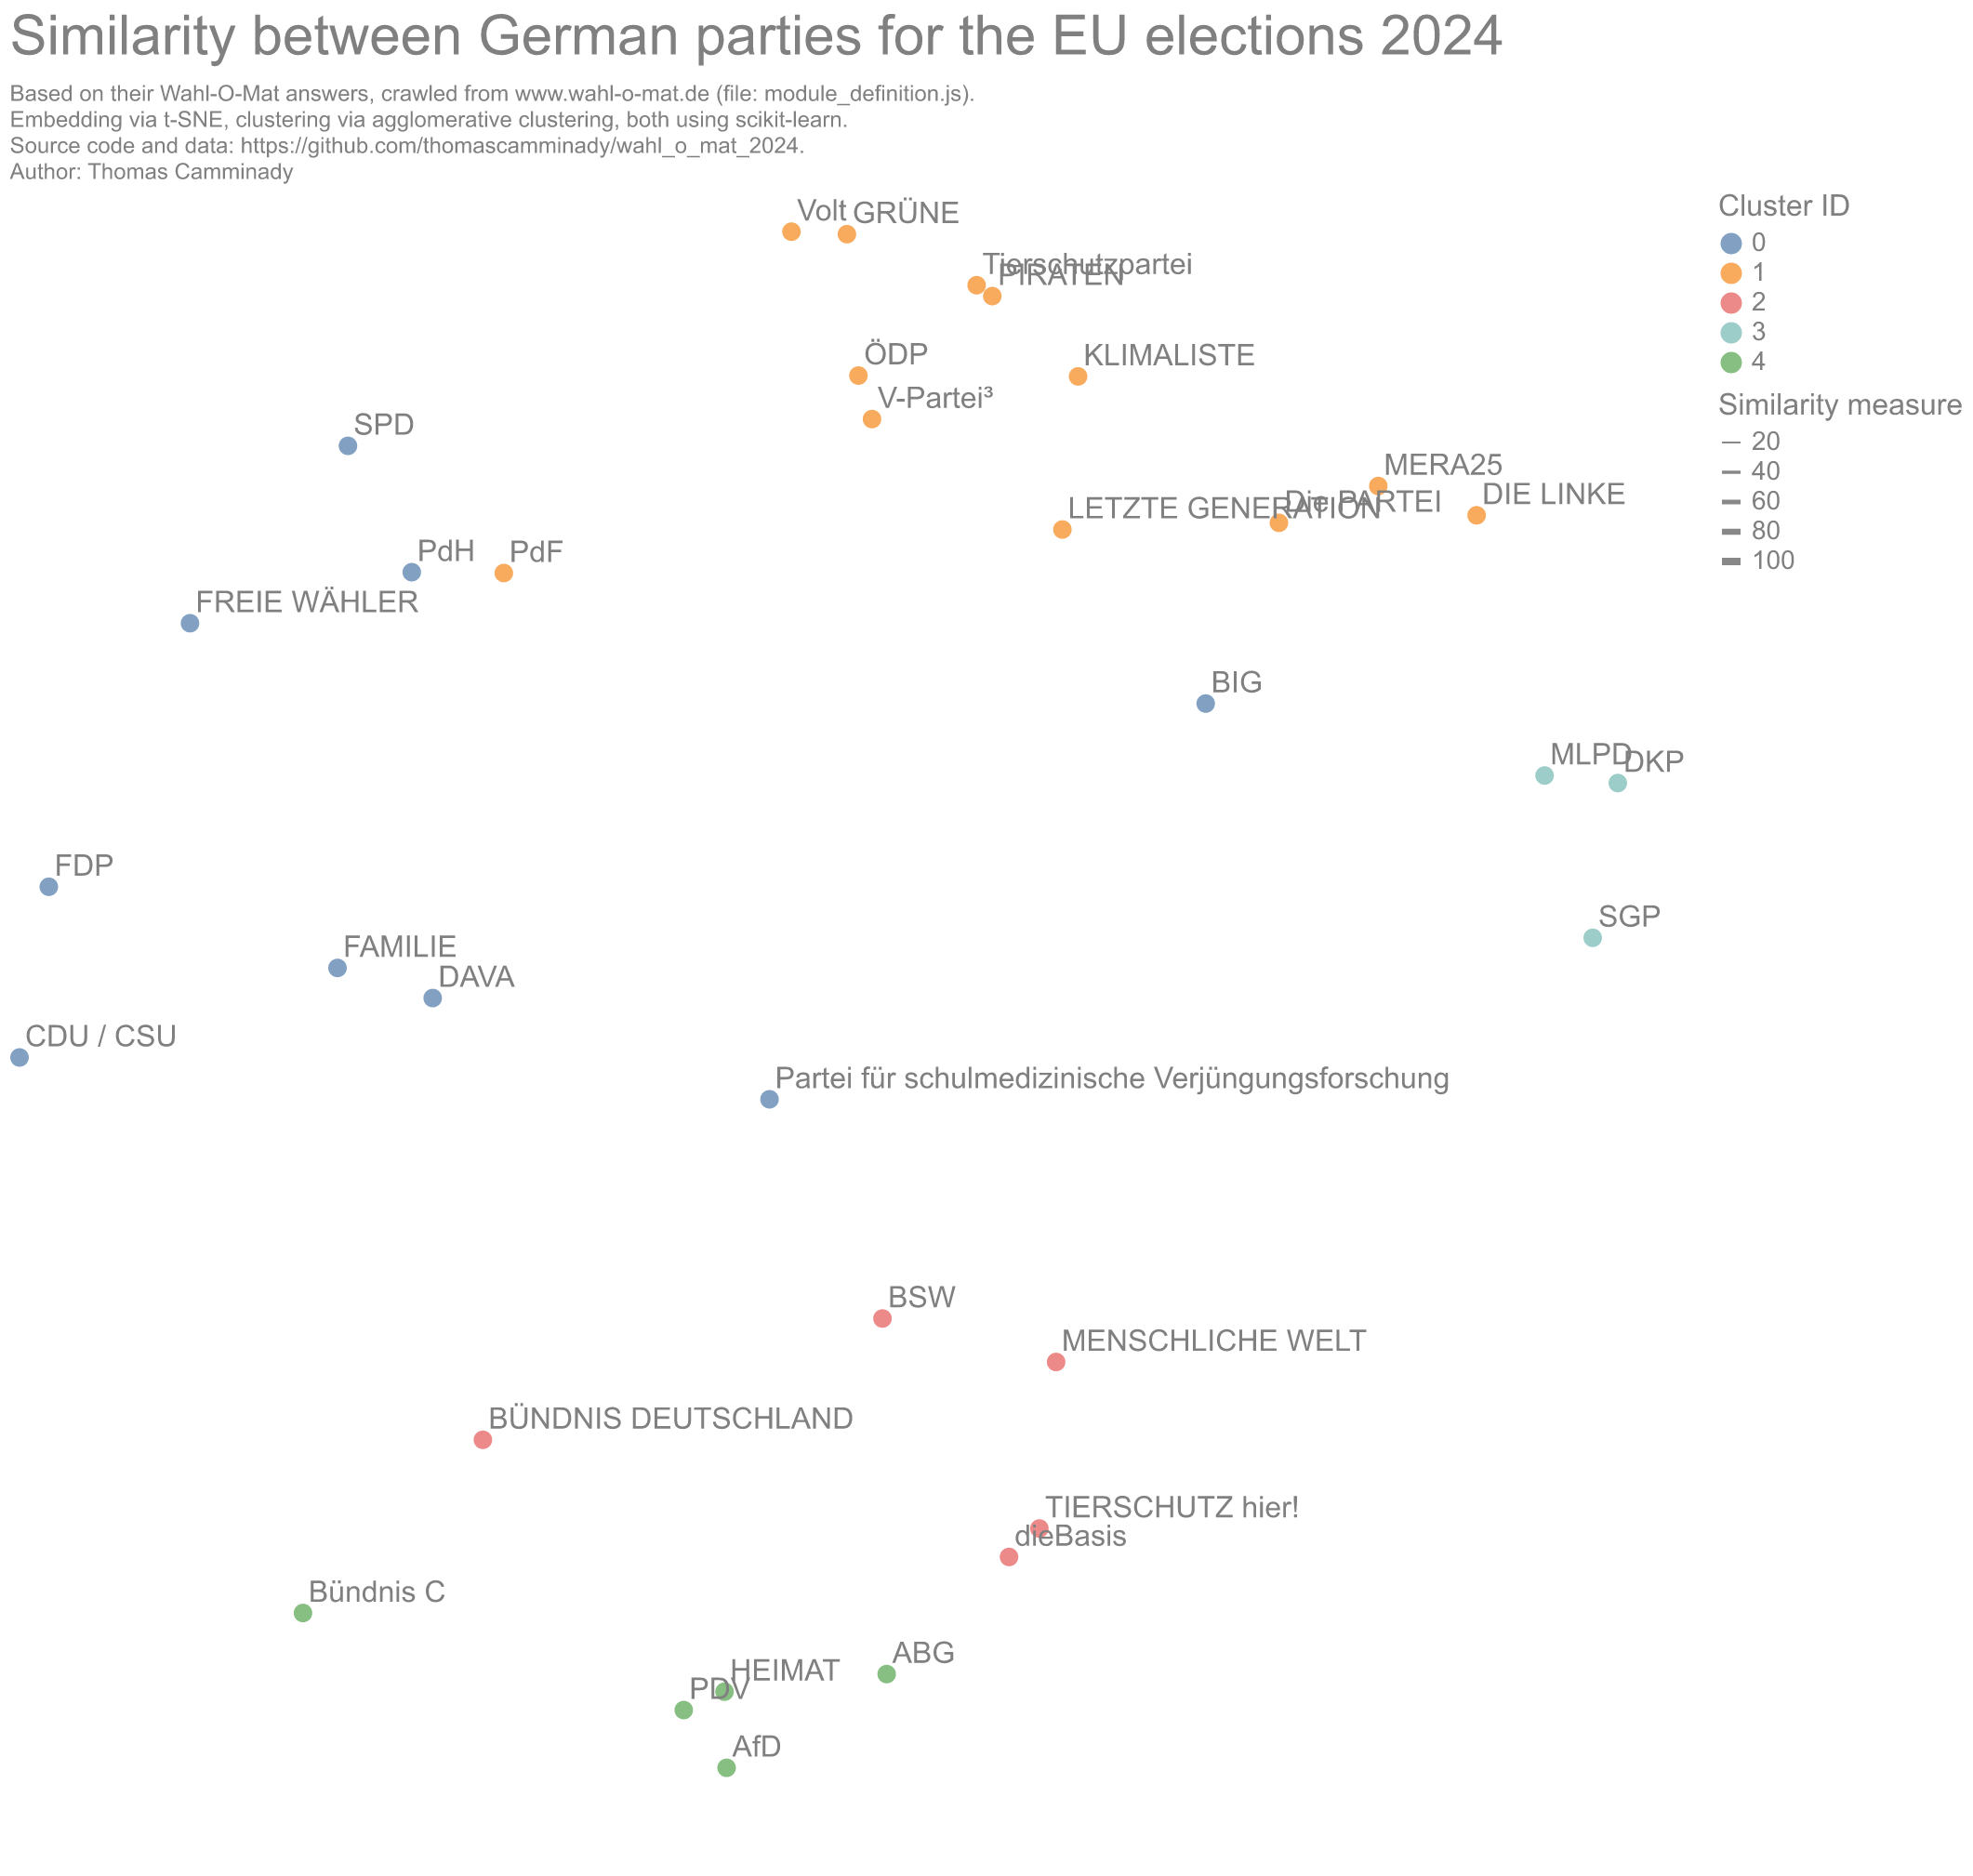 Similarity between German parties for the EU elections 2024
Based on their Wahl-O-Mat answers, crawled from www.wahl-o-mat.de (file: module_definition.js).
Embedding via t-SNE, clustering via agglomerative clustering, both using scikit-learn.
Source code and data: https://github.com/thomascamminady/wahl_o_mat_2024.
Author: Thomas Camminady
Cluster ID
0
1
2
3
4
Similarity measure
20
40
60
80
100
Volt
GRÜNE
Tierschutzpartei
PIRATEN
ÖDP
KLIMALISTE
V-Partei³
SPD
MERA25
DIE LINKE
Die PARTEI
LETZTE GENERATION
PdH
PdF
FREIE WÄHLER
BIG
MLPD
DKP
FDP
SGP
FAMILIE
DAVA
CDU / CSU
Partei für schulmedizinische Verjüngungsforschung
BSW
MENSCHLICHE WELT
BÜNDNIS DEUTSCHLAND
TIERSCHUTZ hier!
dieBasis
Bündnis C
ABG
HEIMAT
PDV
AfD